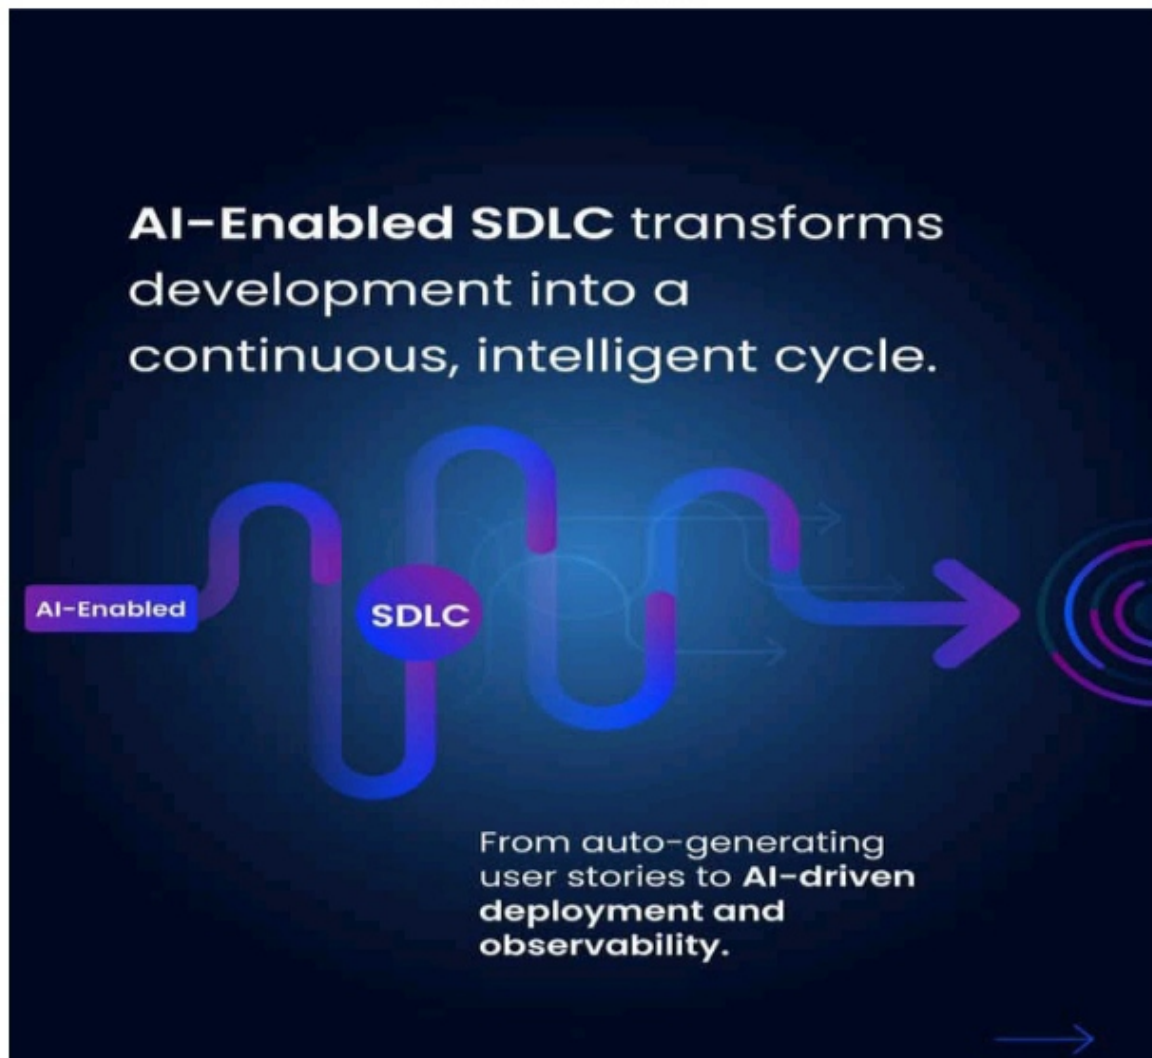 AI-Enabled SDLC transforms
development into a
continuous, intelligent cycle.
AI-Enabled
SDLC
From auto-generating
user stories to AI-driven
deployment and
observability.